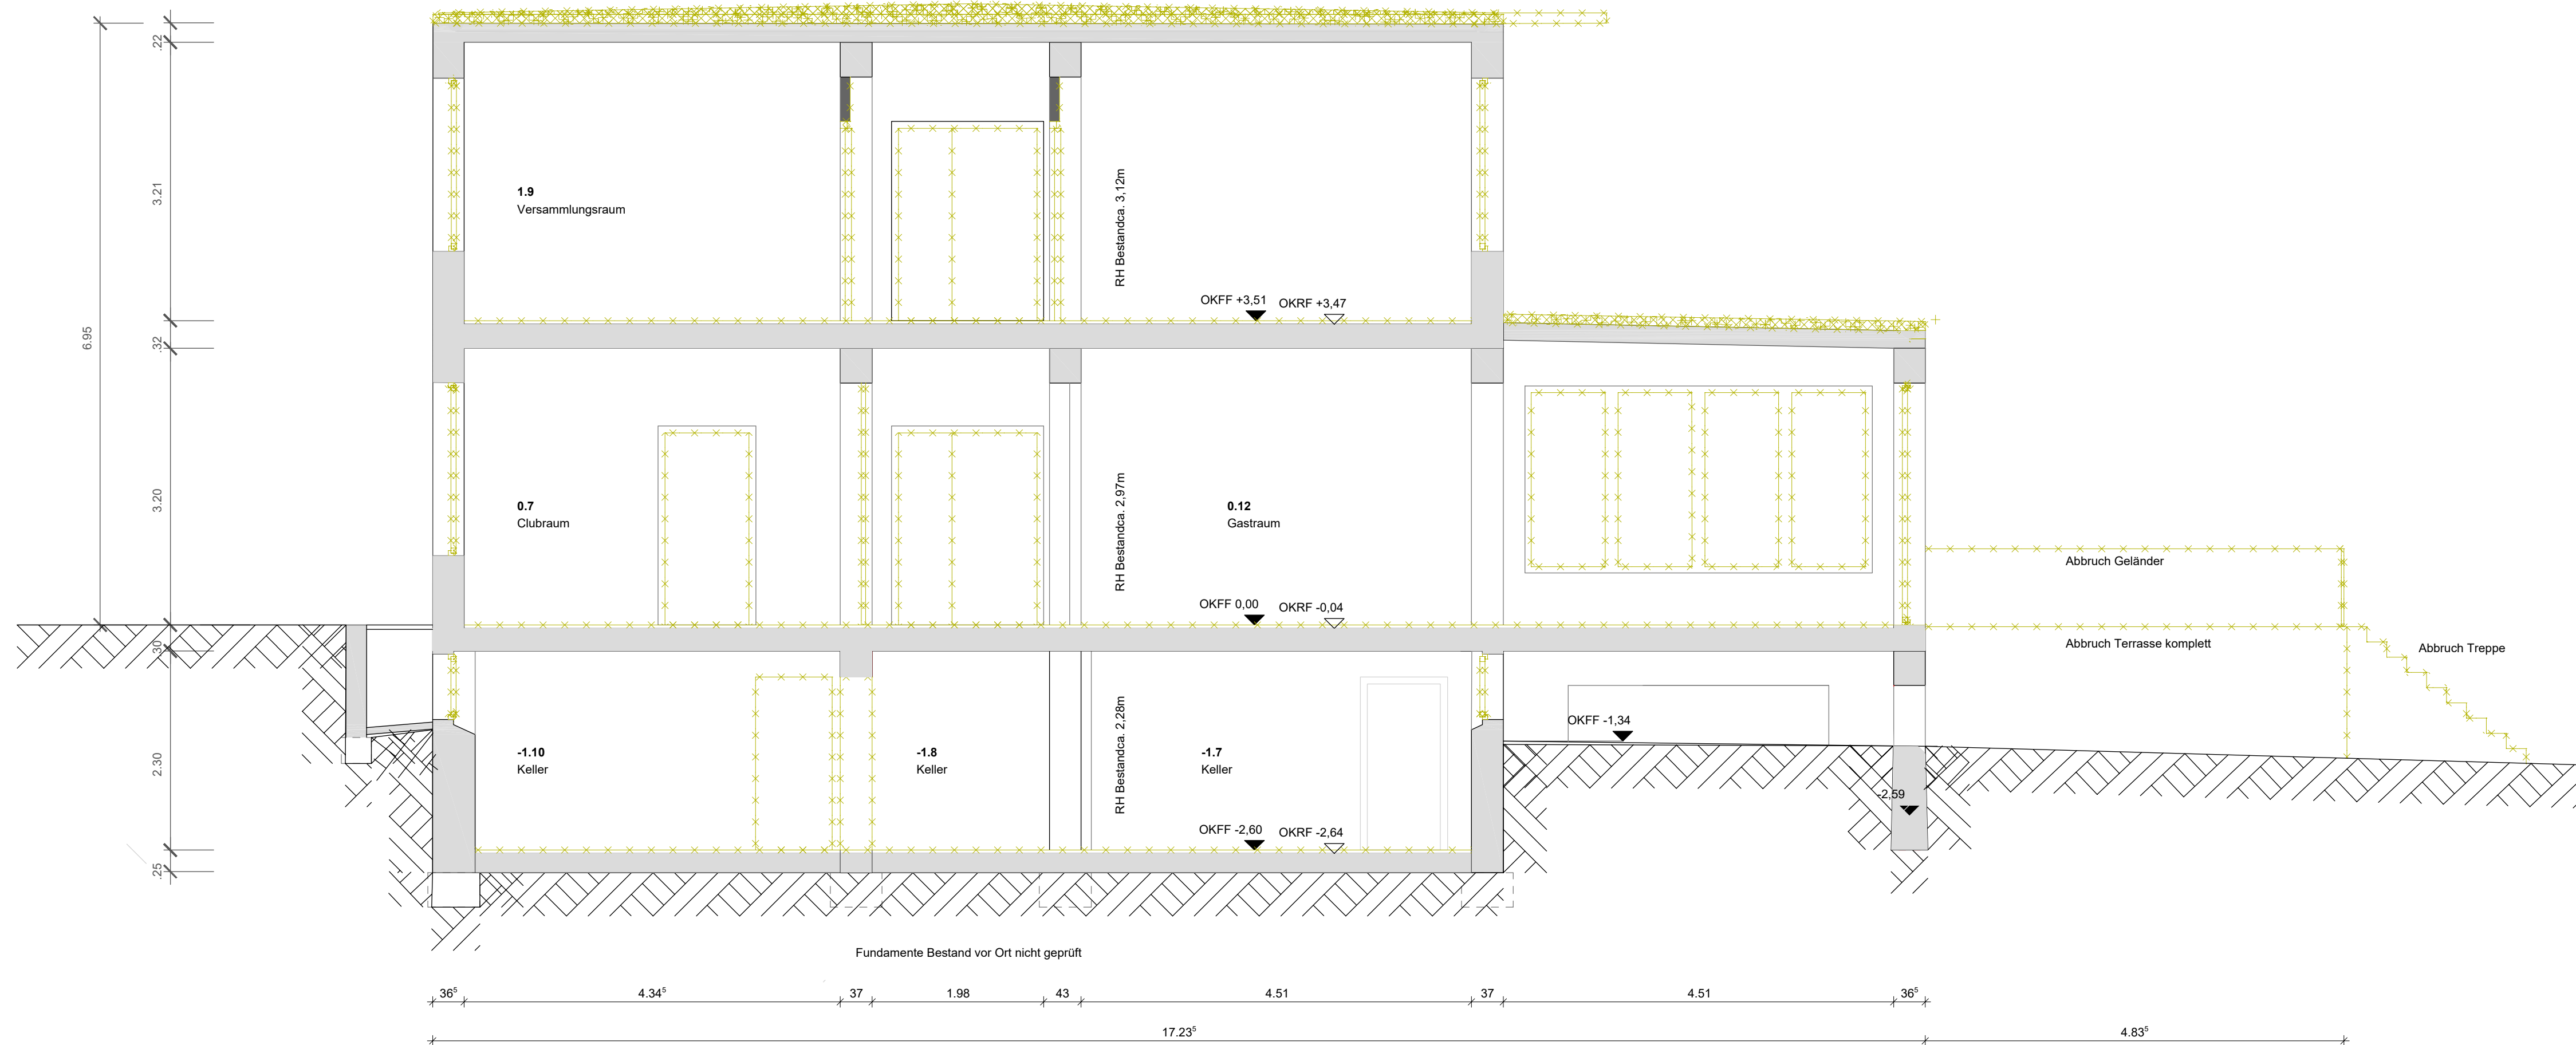 .22
3.21
6.95
.32
3.20
.30
2.30
.25
1.9
Versammlungsraum
RH Bestandca. 3,12m
OKFF +3,51
OKRF +3,47
0.7
Clubraum
RH Bestandca. 2,97m
0.12
Gastraum
OKFF 0,00
OKRF -0,04
Abbruch Geländer
Abbruch Terrasse komplett
Abbruch Treppe
-1.10
Keller
-1.8
Keller
RH Bestandca. 2,28m
-1.7
Keller
OKFF -1,34
-2,59
OKFF -2,60
OKRF -2,64
Fundamente Bestand vor Ort nicht geprüft
36⁵ 4.34⁵ 37 1.98 43 4.51 37 4.51 36⁵
17.23⁵ 4.83⁵